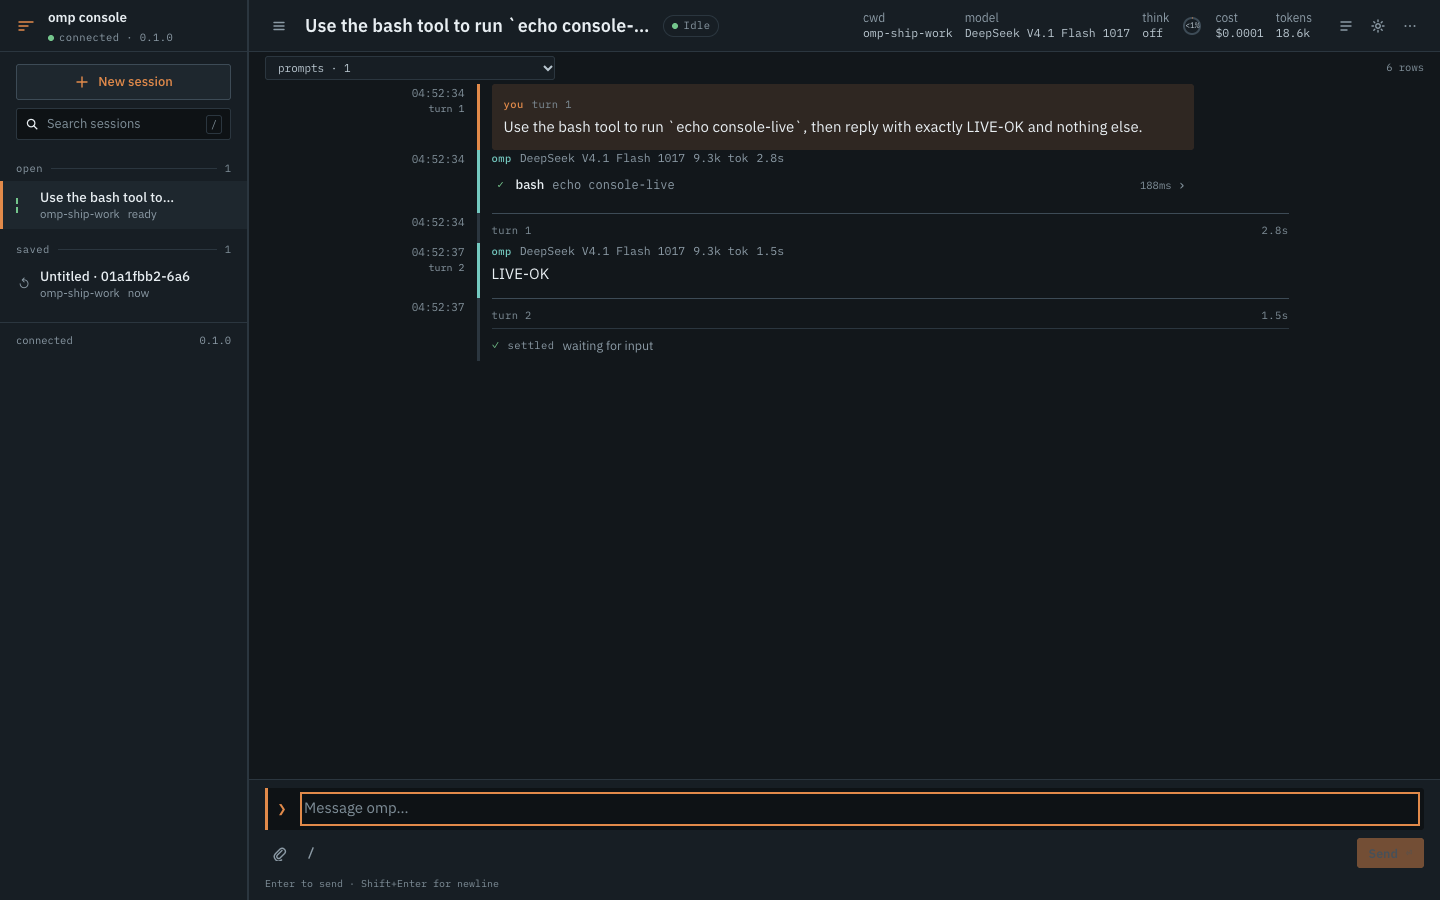 omp console
connected · 0.1.0
New session
Search sessions
/
open 1
Use the bash tool to...
omp-ship-work ready
saved 1
Untitled · 01a1fbb2-6a6
omp-ship-work now
connected 0.1.0
Use the bash tool to run `echo console-...
Idle
cwd
omp-ship-work
model
DeepSeek V4.1 Flash 1017
think
off
<1%
cost
$0.0001
tokens
18.6k
prompts · 1
6 rows
04:52:34
turn 1
you turn 1
Use the bash tool to run `echo console-live`, then reply with exactly LIVE-OK and nothing else.
04:52:34
omp DeepSeek V4.1 Flash 1017 9.3k tok 2.8s
✓ bash echo console-live 188ms ›
04:52:34
turn 1 2.8s
04:52:37
turn 2
omp DeepSeek V4.1 Flash 1017 9.3k tok 1.5s
LIVE-OK
04:52:37
turn 2 1.5s
✓ settled waiting for input
❯ Message omp...
/
Send
Enter to send · Shift+Enter for newline